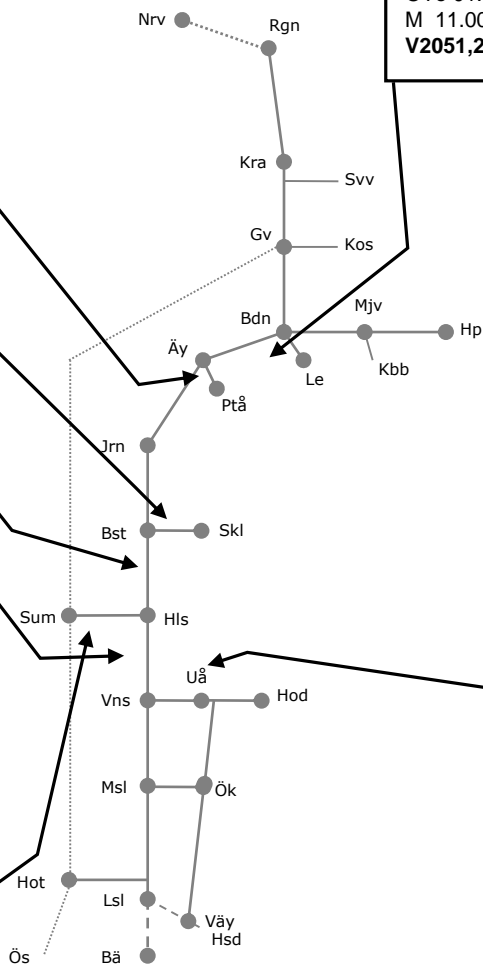 Nrv
Rgn
M 11.00
V2051,2
Kra
Svv
Gv
Kos
Mjv
Bdn
Hp
Äy
Kbb
Le
Ptå
Jrn
Bst
Skl
Sum
Hls
Uå
Vns
Hod
Msl
Ök
Hot
Lsl
Väy
Hsd
Ös
Bä